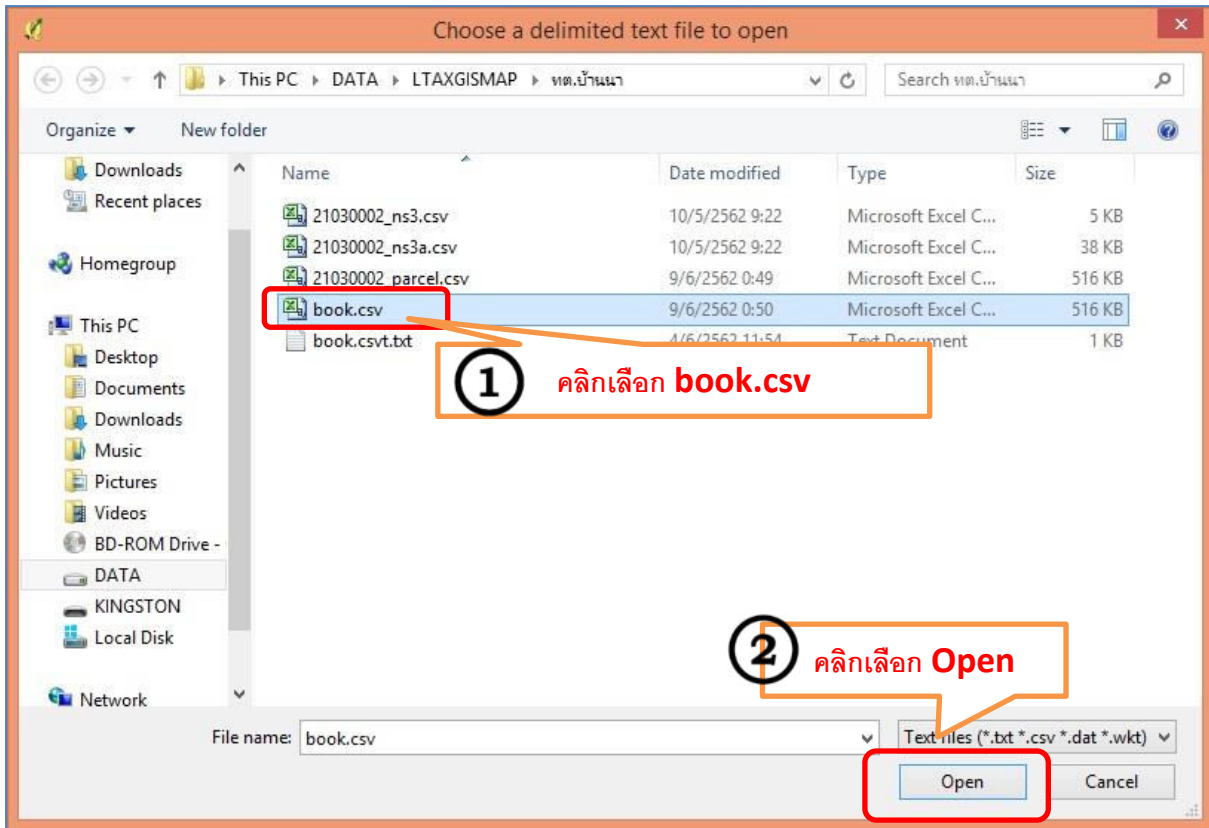 Choose a delimited text file to open
This PC ▸ DATA ▸ LTAXGISMAP ▸ ทต.บ้านนา
Search ทต.บ้านนา
Organize ▾ New folder
Downloads
Recent places
Homegroup
This PC
Desktop
Documents
Downloads
Music
Pictures
Videos
BD-ROM Drive -
DATA
KINGSTON
Local Disk
Network
Name Date modified Type Size
21030002_ns3.csv 10/5/2562 9:22 Microsoft Excel C... 5 KB
21030002_ns3a.csv 10/5/2562 9:22 Microsoft Excel C... 38 KB
21030002_parcel.csv 9/6/2562 0:49 Microsoft Excel C... 516 KB
book.csv 9/6/2562 0:50 Microsoft Excel C... 516 KB
book.csvt.txt 4/6/2562 11:54 Text Document 1 KB
1 คลิกเลือก book.csv
2 คลิกเลือก Open
File name: book.csv
Text files (*.txt *.csv *.dat *.wkt)
Open Cancel